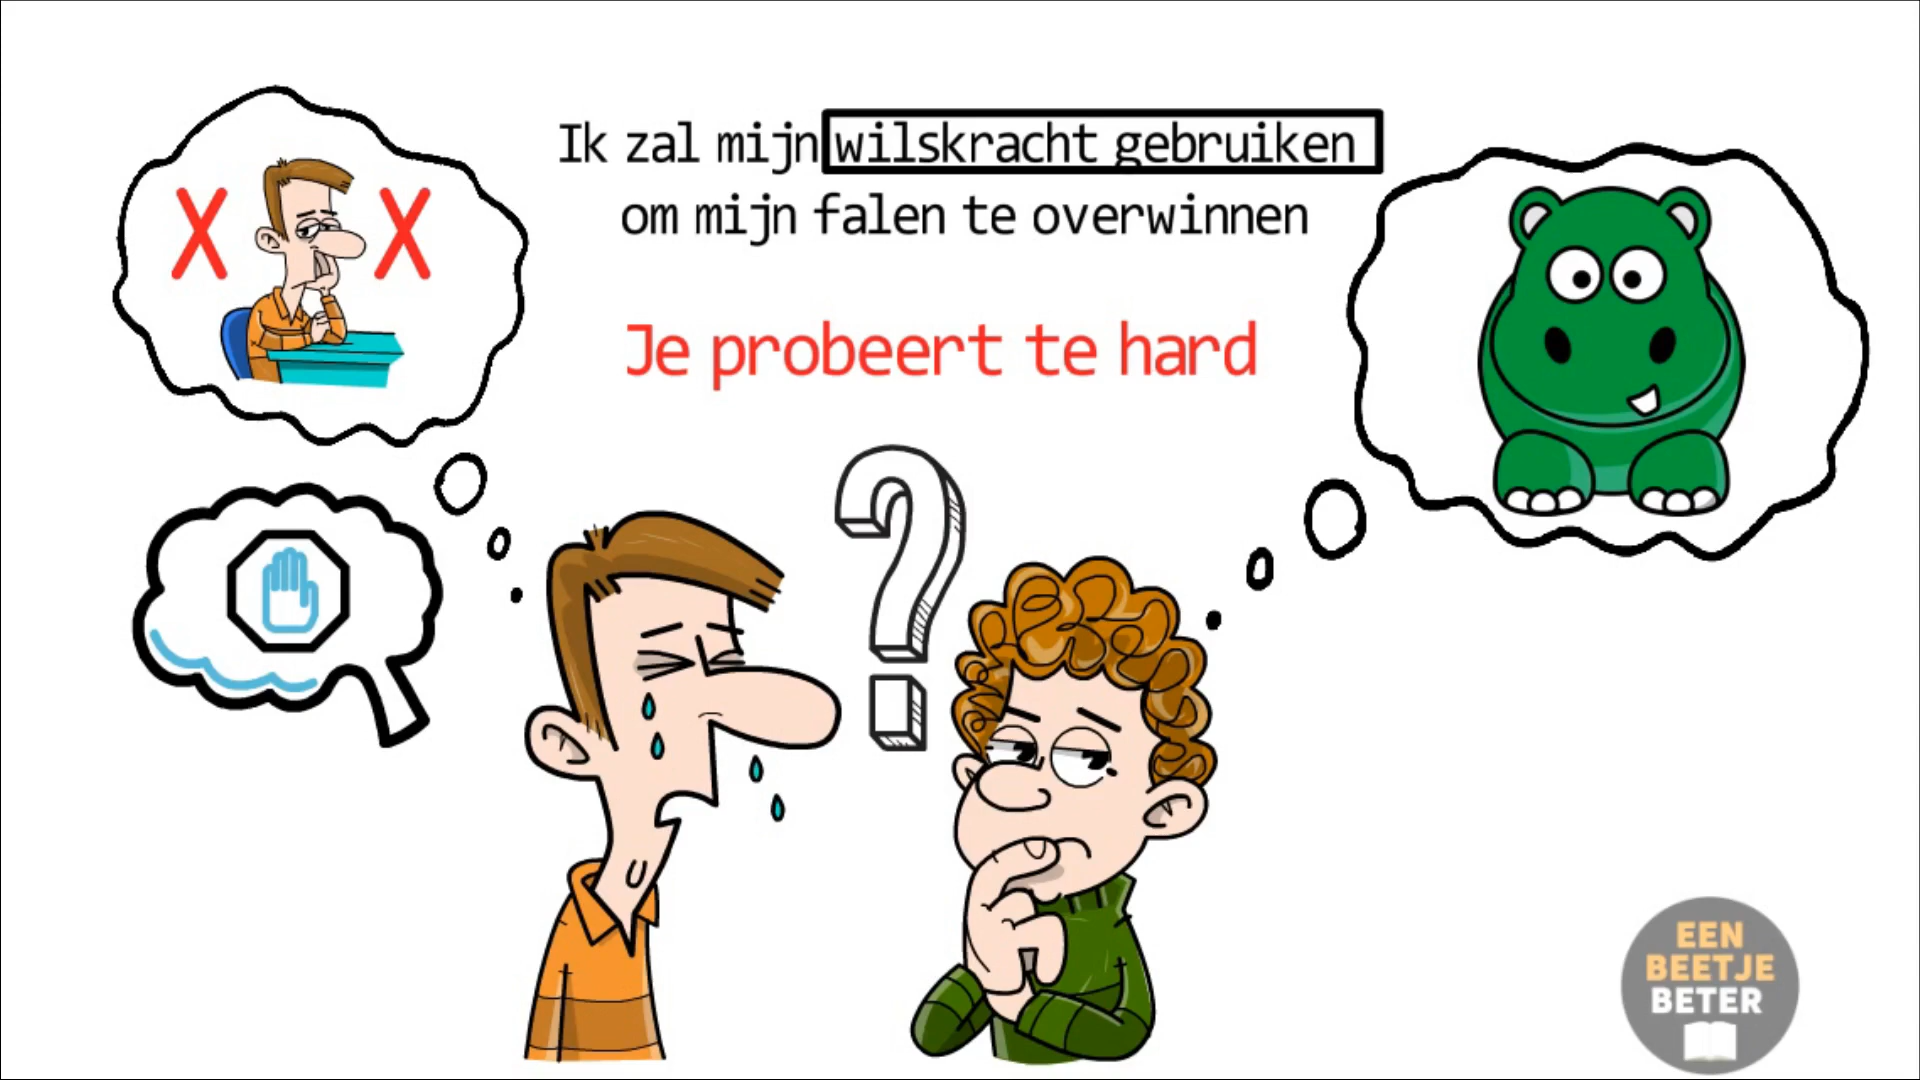 Ik zal mijn wilskracht gebruiken
om mijn falen te overwinnen
Je probeert te hard
X X
?
EEN
BEETJE
BETER